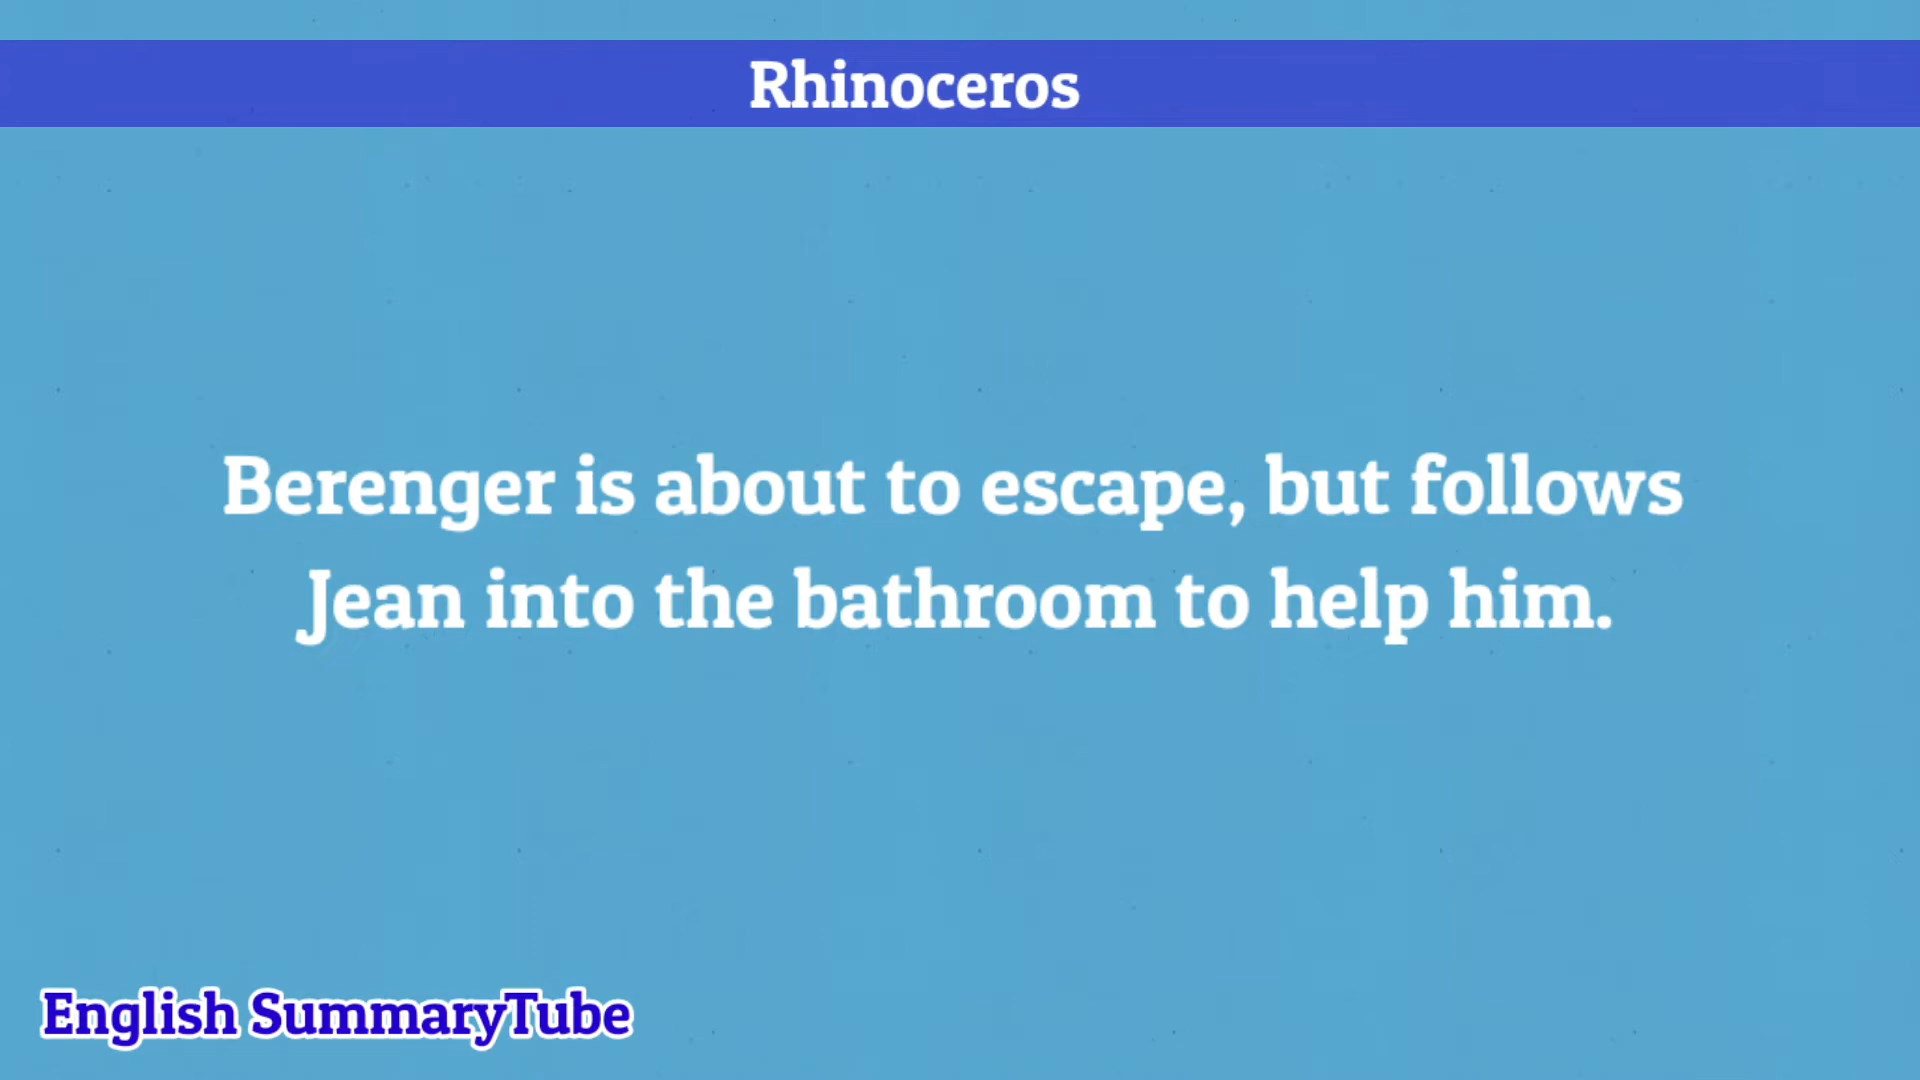 Rhinoceros
Berenger is about to escape, but follows
Jean into the bathroom to help him.
English SummaryTube